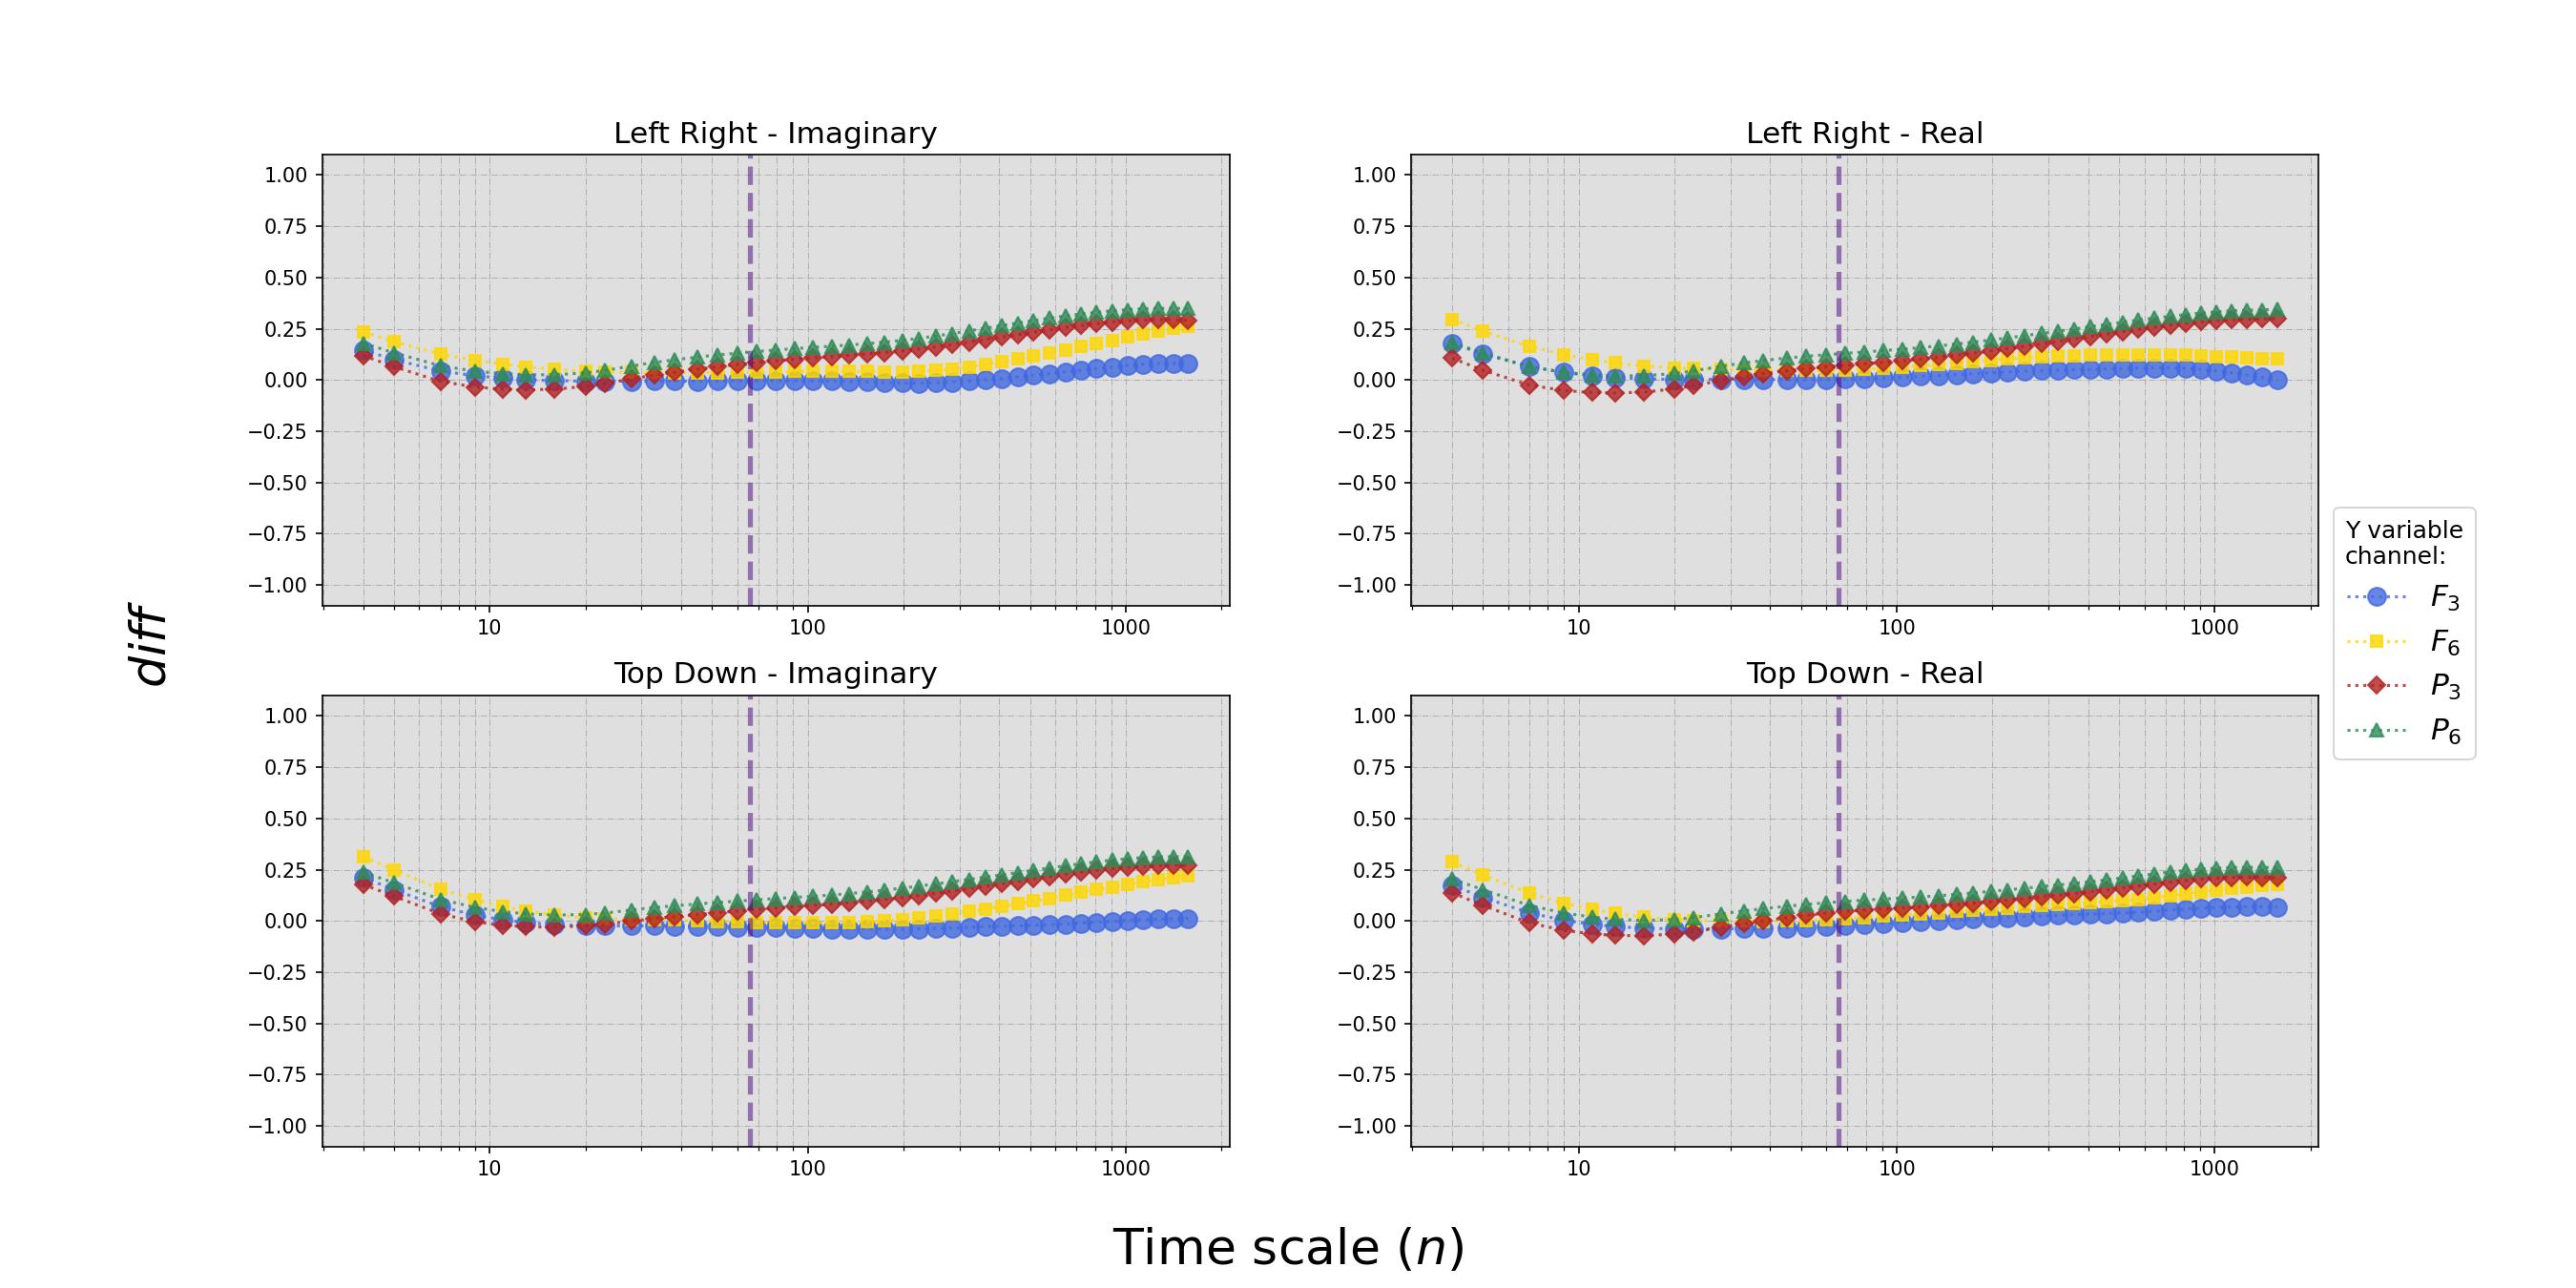 Left Right - Imaginary
1.00
0.75
0.50
0.25
0.00
−0.25
−0.50
−0.75
−1.00
10 100 1000
Left Right - Real
1.00
0.75
0.50
0.25
0.00
−0.25
−0.50
−0.75
−1.00
10 100 1000
diff
Top Down - Imaginary
1.00
0.75
0.50
0.25
0.00
−0.25
−0.50
−0.75
−1.00
10 100 1000
Top Down - Real
1.00
0.75
0.50
0.25
0.00
−0.25
−0.50
−0.75
−1.00
10 100 1000
Y variable
channel:
F3
F6
P3
P6
Time scale (n)